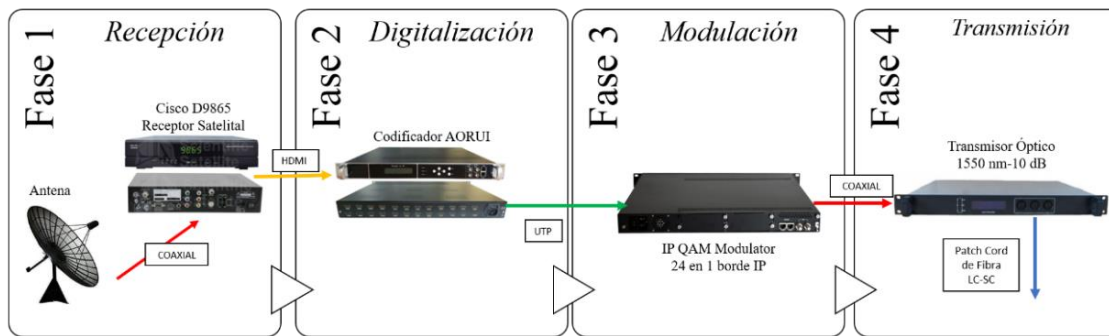 Fase 1
Recepción
Cisco D9865
Receptor Satelital
9865
Antena
COAXIAL
HDMI
Fase 2
Digitalización
Codificador AORUI
UTP
Fase 3
Modulación
IP QAM Modulator
24 en 1 borde IP
COAXIAL
Fase 4
Transmisión
Transmisor Óptico
1550 nm-10 dB
Patch Cord
de Fibra
LC-SC